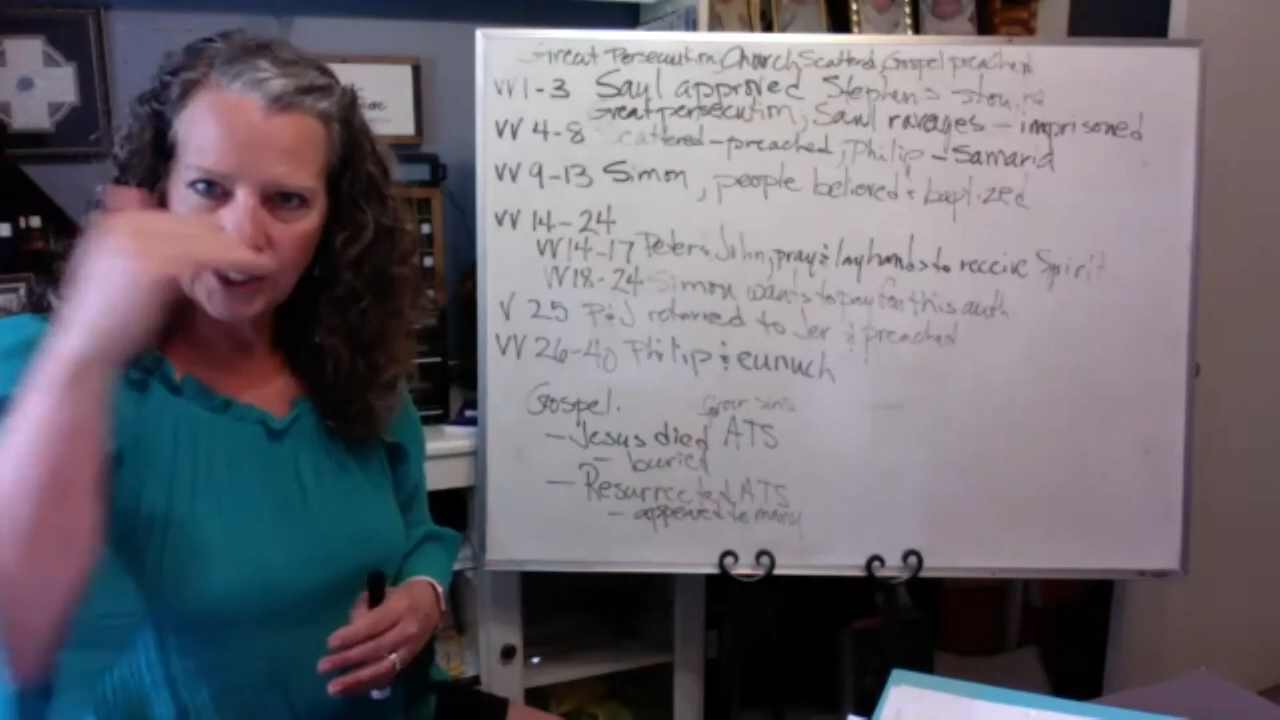 Great Persecution, Church Scattered, Gospel preached
VV1-3 Saul approved Stephen's stoning
Great persecution, Saul ravages - imprisoned
VV 4-8 Scattered - preached, Philip - Samaria
VV 9-13 Simon, people believed & baptized
VV 14-24
VV14-17 Peter & John, pray & lay hands to receive Spirit
VV18-24 Simon wants to pay for this auth.
V 25 P&J returned to Jer & preached
VV 26-40 Philip & eunuch
Gospel.
for our sins
- Jesus died ATS
- buried
- Resurrected ATS
- appeared to many